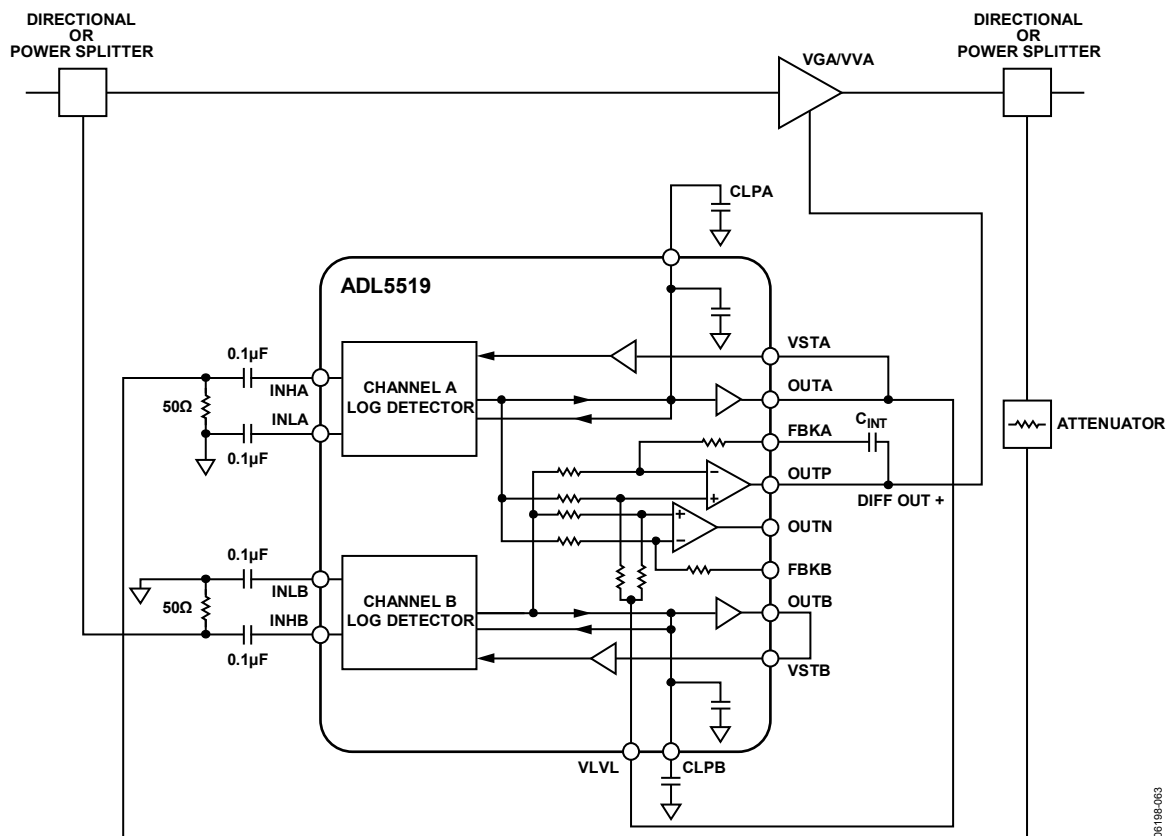 DIRECTIONAL
OR
POWER SPLITTER
DIRECTIONAL
OR
POWER SPLITTER
VGA/VVA
CLPA
ADL5519
VSTA
0.1µF
INHA
CHANNEL A
LOG DETECTOR
OUTA
50Ω
INLA
0.1µF
FBKA
CINT
ATTENUATOR
OUTP
DIFF OUT +
OUTN
0.1µF
INLB
FBKB
50Ω
CHANNEL B
LOG DETECTOR
OUTB
INHB
0.1µF
VSTB
VLVL
CLPB
06198-063